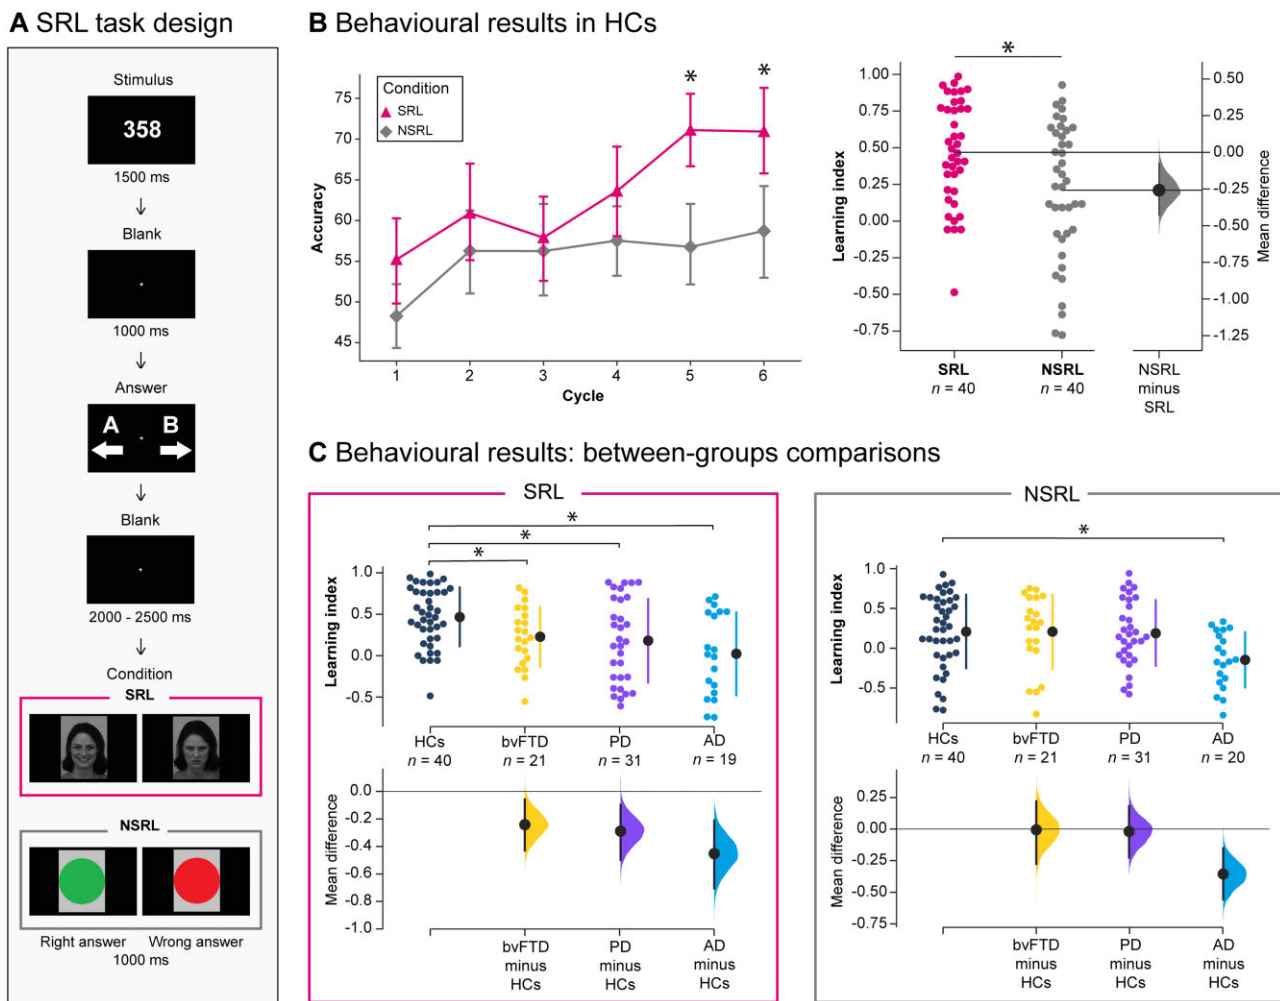 A SRL task design
Stimulus
358
1500 ms
Blank
1000 ms
Answer
A B
Blank
2000 - 2500 ms
Condition
SRL
NSRL
Right answer Wrong answer
1000 ms
B Behavioural results in HCs
Condition
SRL
NSRL
Accuracy
75
70
65
60
55
50
45
* *
1 2 3 4 5 6
Cycle
*
Learning index
1.00
0.75
0.50
0.25
0.00
-0.25
-0.50
-0.75
0.50
0.25
0.00
-0.25
-0.50
-0.75
-1.00
-1.25
Mean difference
SRL NSRL NSRL
n = 40 n = 40 minus
SRL
C Behavioural results: between-groups comparisons
SRL
*
*
*
Learning index
1.0
0.5
0.0
-0.5
HCs bvFTD PD AD
n = 40 n = 21 n = 31 n = 19
Mean difference
0.0
-0.2
-0.4
-0.6
-0.8
-1.0
bvFTD PD AD
minus minus minus
HCs HCs HCs
NSRL
*
Learning index
1.0
0.5
0.0
-0.5
HCs bvFTD PD AD
n = 40 n = 21 n = 31 n = 20
Mean difference
0.25
0.00
-0.25
-0.50
-0.75
bvFTD PD AD
minus minus minus
HCs HCs HCs